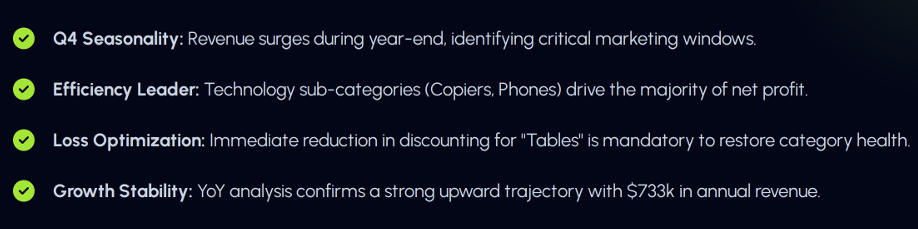 Q4 Seasonality: Revenue surges during year-end, identifying critical marketing windows.
Efficiency Leader: Technology sub-categories (Copiers, Phones) drive the majority of net profit.
Loss Optimization: Immediate reduction in discounting for "Tables" is mandatory to restore category health.
Growth Stability: YoY analysis confirms a strong upward trajectory with $733k in annual revenue.